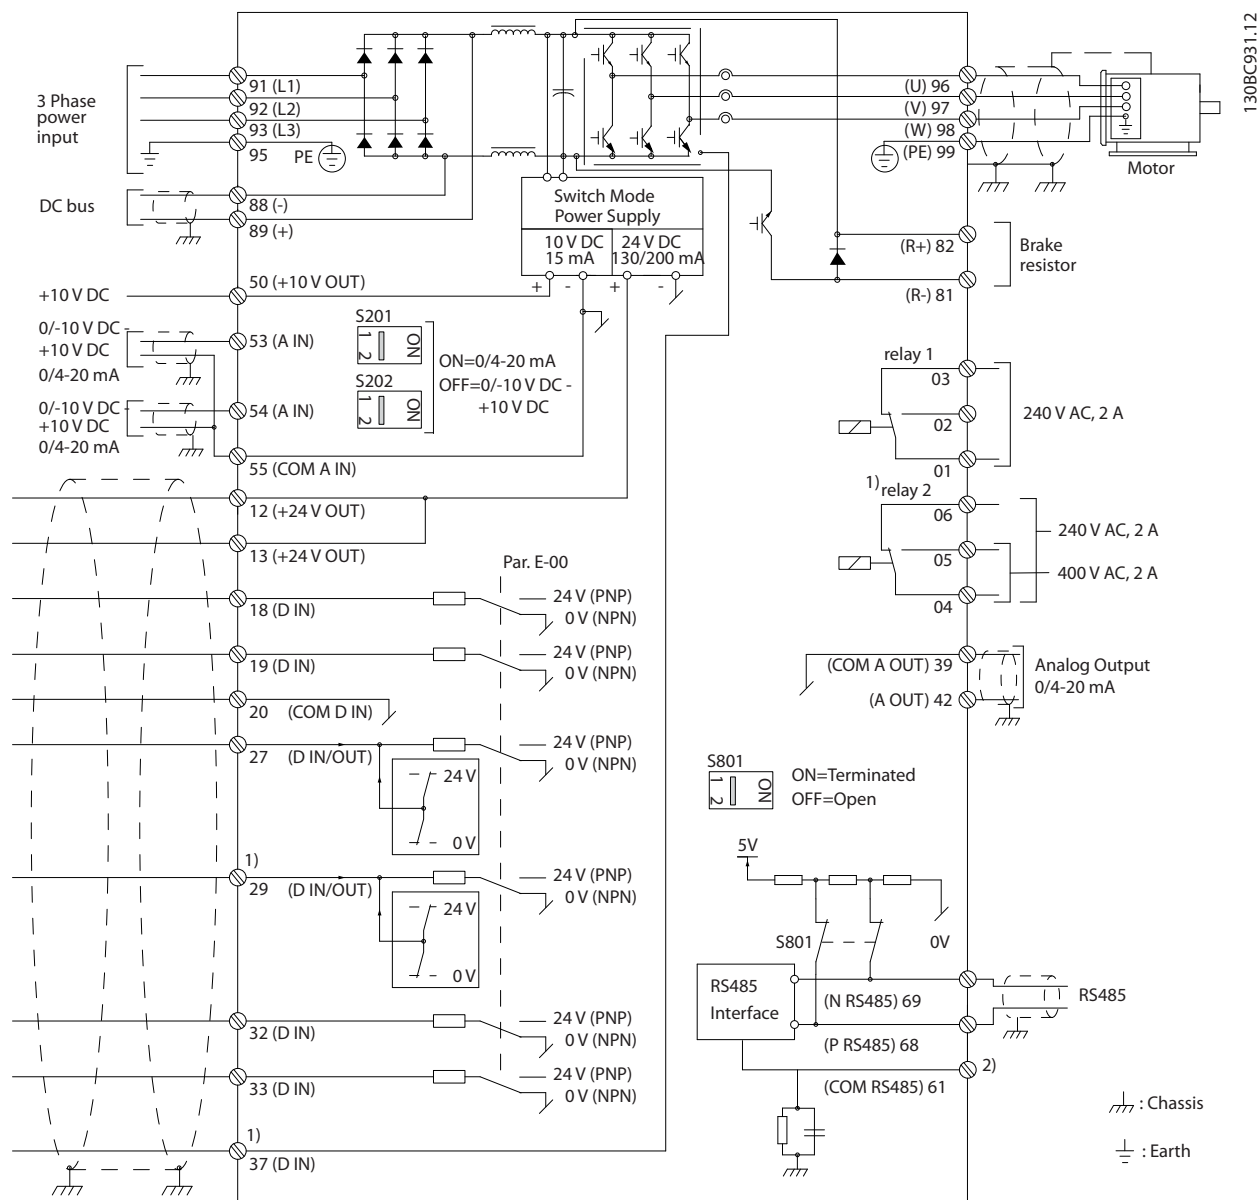 130BC931.12
3 Phase
power
input
91 (L1)
92 (L2)
93 (L3)
95
PE
(U) 96
(V) 97
(W) 98
(PE) 99
Motor
DC bus
88 (-)
89 (+)
Switch Mode
Power Supply
10 V DC
15 mA
24 V DC
130/200 mA
+ - + -
(R+) 82
(R-) 81
Brake
resistor
+10 V DC
50 (+10 V OUT)
0/-10 V DC -
+10 V DC
0/4-20 mA
53 (A IN)
0/-10 V DC -
+10 V DC
0/4-20 mA
54 (A IN)
55 (COM A IN)
S201
1 2
ON
S202
1 2
ON
ON=0/4-20 mA
OFF=0/-10 V DC -
+10 V DC
relay 1
03
02
01
240 V AC, 2 A
1)
relay 2
06
05
04
240 V AC, 2 A
400 V AC, 2 A
12 (+24 V OUT)
13 (+24 V OUT)
Par. E-00
18 (D IN)
24 V (PNP)
0 V (NPN)
19 (D IN)
24 V (PNP)
0 V (NPN)
20 (COM D IN)
27 (D IN/OUT)
24 V (PNP)
0 V (NPN)
24 V
0 V
1)
29 (D IN/OUT)
24 V (PNP)
0 V (NPN)
24 V
0 V
32 (D IN)
24 V (PNP)
0 V (NPN)
33 (D IN)
24 V (PNP)
0 V (NPN)
1)
37 (D IN)
(COM A OUT) 39
(A OUT) 42
Analog Output
0/4-20 mA
S801
1 2
ON
ON=Terminated
OFF=Open
5V
S801
0V
RS485
Interface
(N RS485) 69
(P RS485) 68
(COM RS485) 61
2)
RS485
: Chassis
: Earth